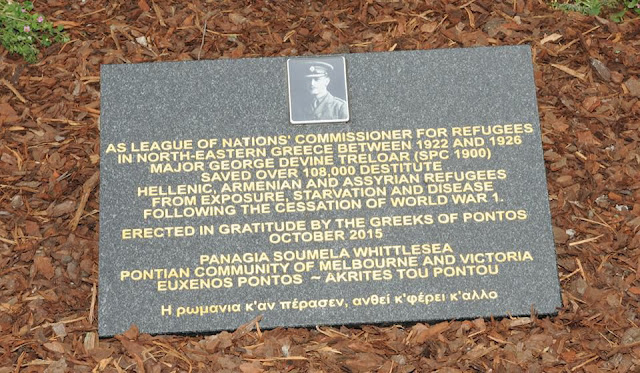 AS LEAGUE OF NATIONS' COMMISSIONER FOR REFUGEES
IN NORTH-EASTERN GREECE BETWEEN 1922 AND 1926
MAJOR GEORGE DEVINE TRELOAR (SPC 1900)
SAVED OVER 108,000 DESTITUTE
HELLENIC, ARMENIAN AND ASSYRIAN REFUGEES
FROM EXPOSURE, STARVATION AND DISEASE
FOLLOWING THE CESSATION OF WORLD WAR 1.
ERECTED IN GRATITUDE BY THE GREEKS OF PONTOS
OCTOBER 2015
PANAGIA SOUMELA WHITTLESEA
PONTIAN COMMUNITY OF MELBOURNE AND VICTORIA
EUXENOS PONTOS ~ AKRITES TOU PONTOU
Η ρωμανια κ'αν πέρασεν, ανθεί κ'φέρει κ'αλλο